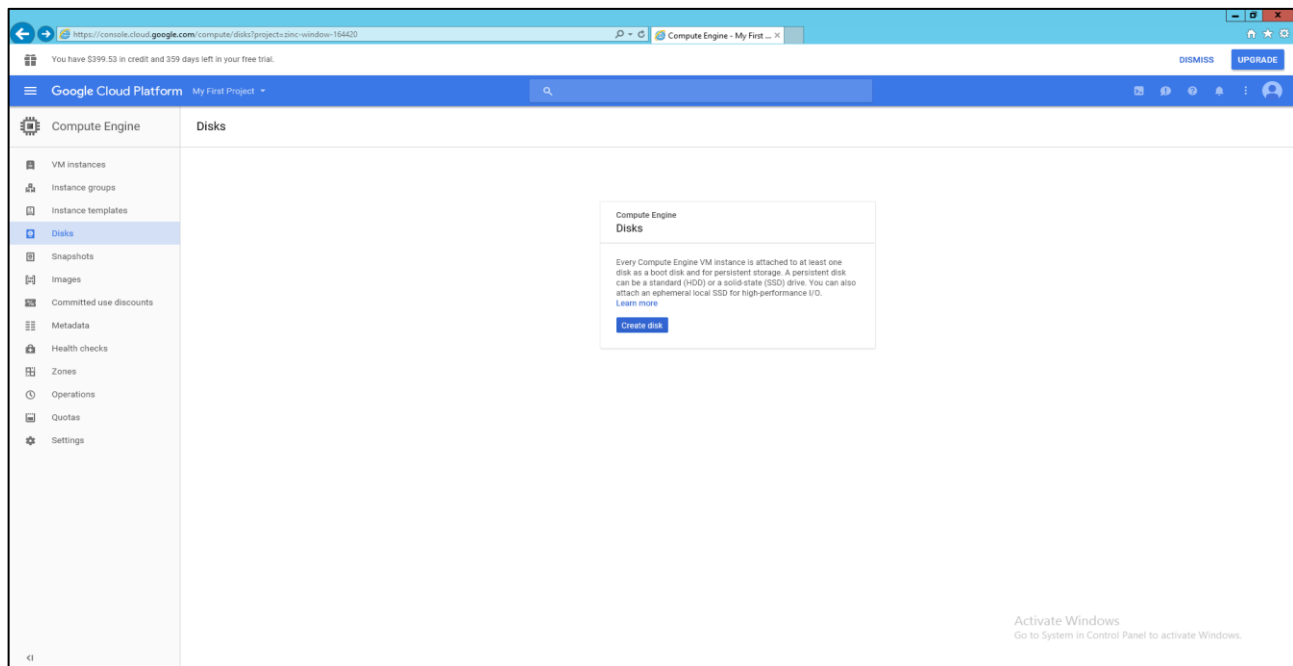 https://console.cloud.google.com/compute/disks?project=zinc-window-164420
Compute Engine - My First ...
You have $399.53 in credit and 359 days left in your free trial.
DISMISS
UPGRADE
Google Cloud Platform
My First Project
Compute Engine
Disks
VM instances
Instance groups
Instance templates
Disks
Snapshots
Images
Committed use discounts
Metadata
Health checks
Zones
Operations
Quotas
Settings
Compute Engine
Disks
Every Compute Engine VM instance is attached to at least one
disk as a boot disk and for persistent storage. A persistent disk
can be a standard (HDD) or a solid-state (SSD) drive. You can also
attach an ephemeral local SSD for high-performance I/O.
Learn more
Create disk
Activate Windows
Go to System in Control Panel to activate Windows.